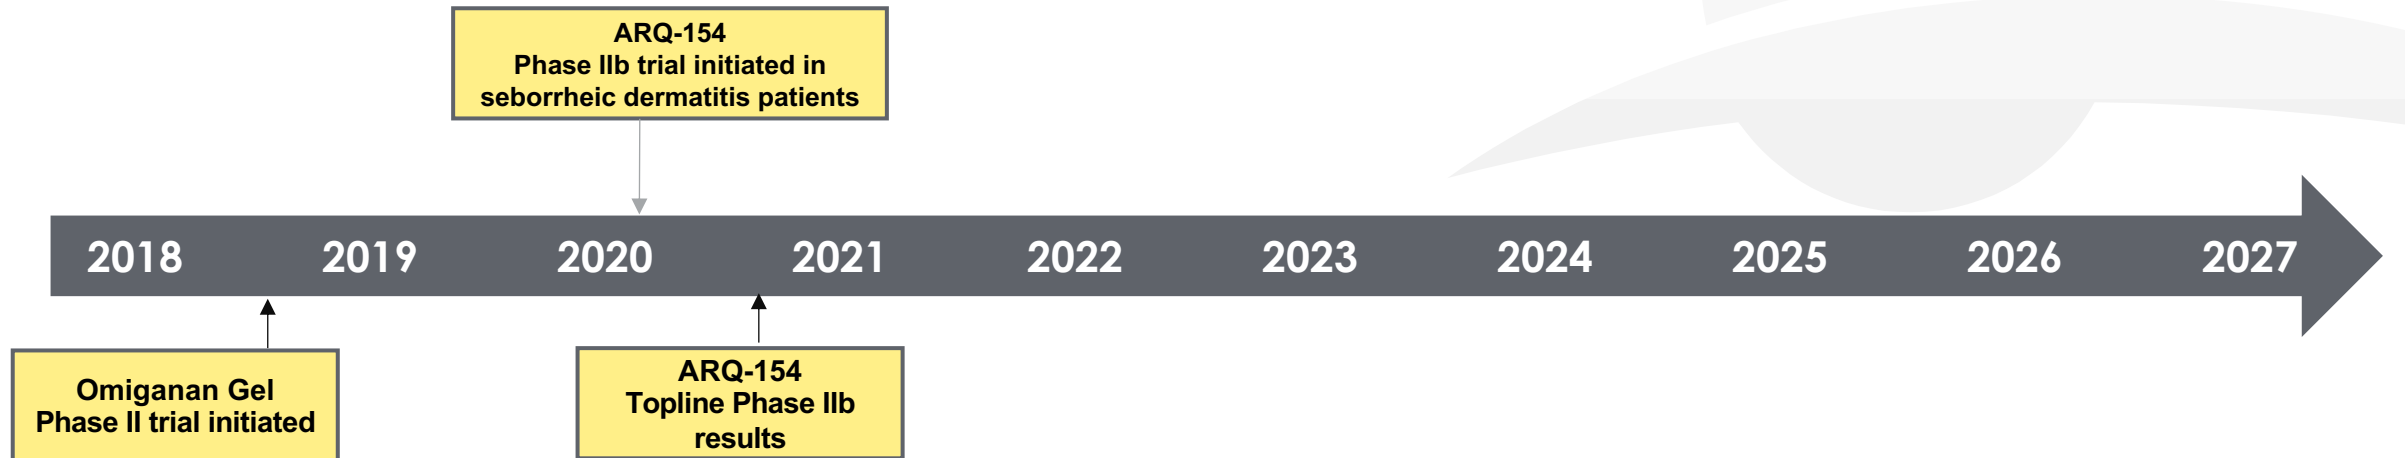 ARQ-154
Phase IIb trial initiated in
seborrheic dermatitis patients
2018 2019 2020 2021 2022 2023 2024 2025 2026 2027
Omiganan Gel
Phase II trial initiated
ARQ-154
Topline Phase IIb
results